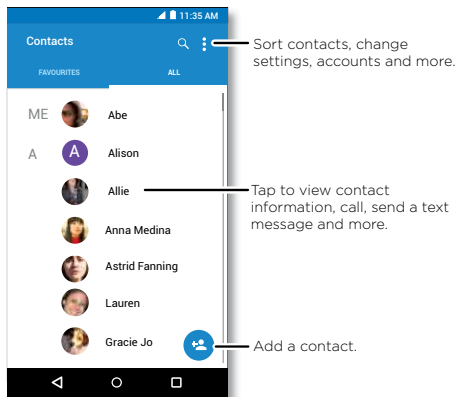 11:35 AM
Contacts
FAVOURITES ALL
ME Abe
A A Alison
Allie
Anna Medina
Astrid Fanning
Lauren
Gracie Jo
Sort contacts, change
settings, accounts and more.
Tap to view contact
information, call, send a text
message and more.
Add a contact.